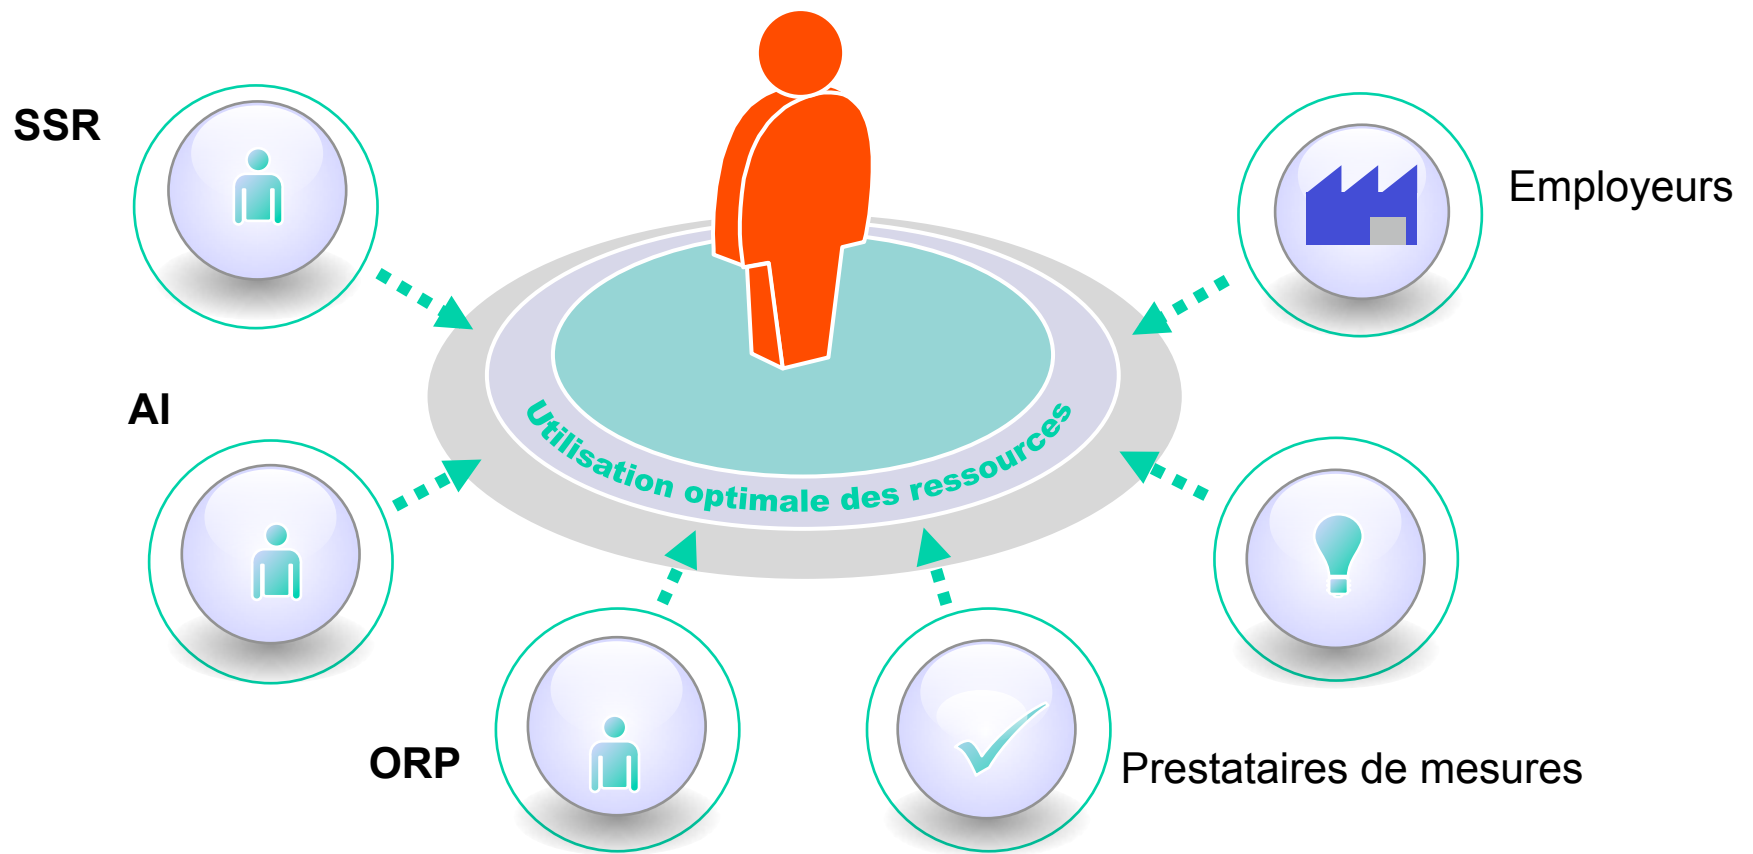 SSR
Employeurs
AI
Utilisation optimale des ressources
ORP
Prestataires de mesures